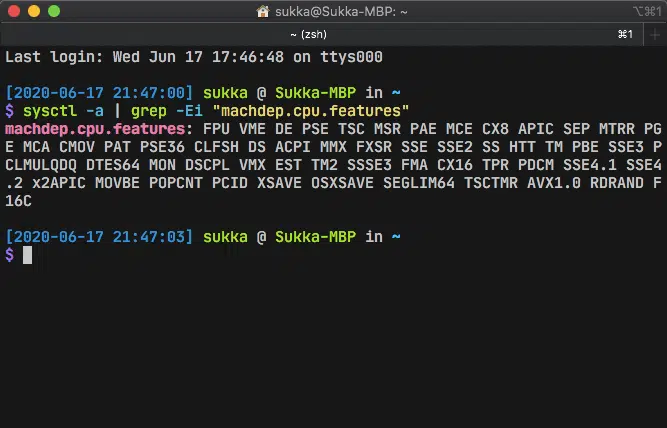 sukka@Sukka-MBP: ~
⌥⌘1
~ (zsh)
⌘1
+
Last login: Wed Jun 17 17:46:48 on ttys000
[2020-06-17 21:47:00] sukka @ Sukka-MBP in ~
$ sysctl -a | grep -Ei "machdep.cpu.features"
machdep.cpu.features: FPU VME DE PSE TSC MSR PAE MCE CX8 APIC SEP MTRR PG
E MCA CMOV PAT PSE36 CLFSH DS ACPI MMX FXSR SSE SSE2 SS HTT TM PBE SSE3 P
CLMULQDQ DTES64 MON DSCPL VMX EST TM2 SSSE3 FMA CX16 TPR PDCM SSE4.1 SSE4
.2 x2APIC MOVBE POPCNT PCID XSAVE OSXSAVE SEGLIM64 TSCTMR AVX1.0 RDRAND F
16C
[2020-06-17 21:47:03] sukka @ Sukka-MBP in ~
$